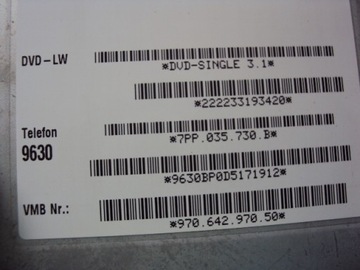 DVD-LW
*DVD-SINGLE 3.1*
*222233193420*
Telefon
9630
*7PP.035.730.B*
*9630BP0D5171912*
VMB Nr.:
*970.642.970.50*